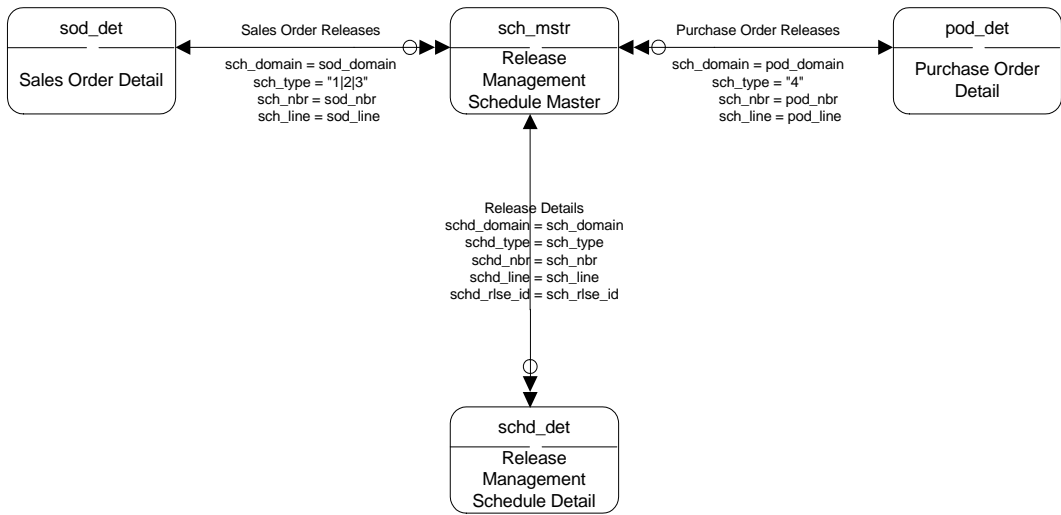 sod_det
Sales Order Detail
Sales Order Releases
sch_domain = sod_domain
sch_type = "1|2|3"
sch_nbr = sod_nbr
sch_line = sod_line
sch_mstr
Release
Management
Schedule Master
Purchase Order Releases
sch_domain = pod_domain
sch_type = "4"
sch_nbr = pod_nbr
sch_line = pod_line
pod_det
Purchase Order
Detail
Release Details
schd_domain = sch_domain
schd_type = sch_type
schd_nbr = sch_nbr
schd_line = sch_line
schd_rlse_id = sch_rlse_id
schd_det
Release
Management
Schedule Detail